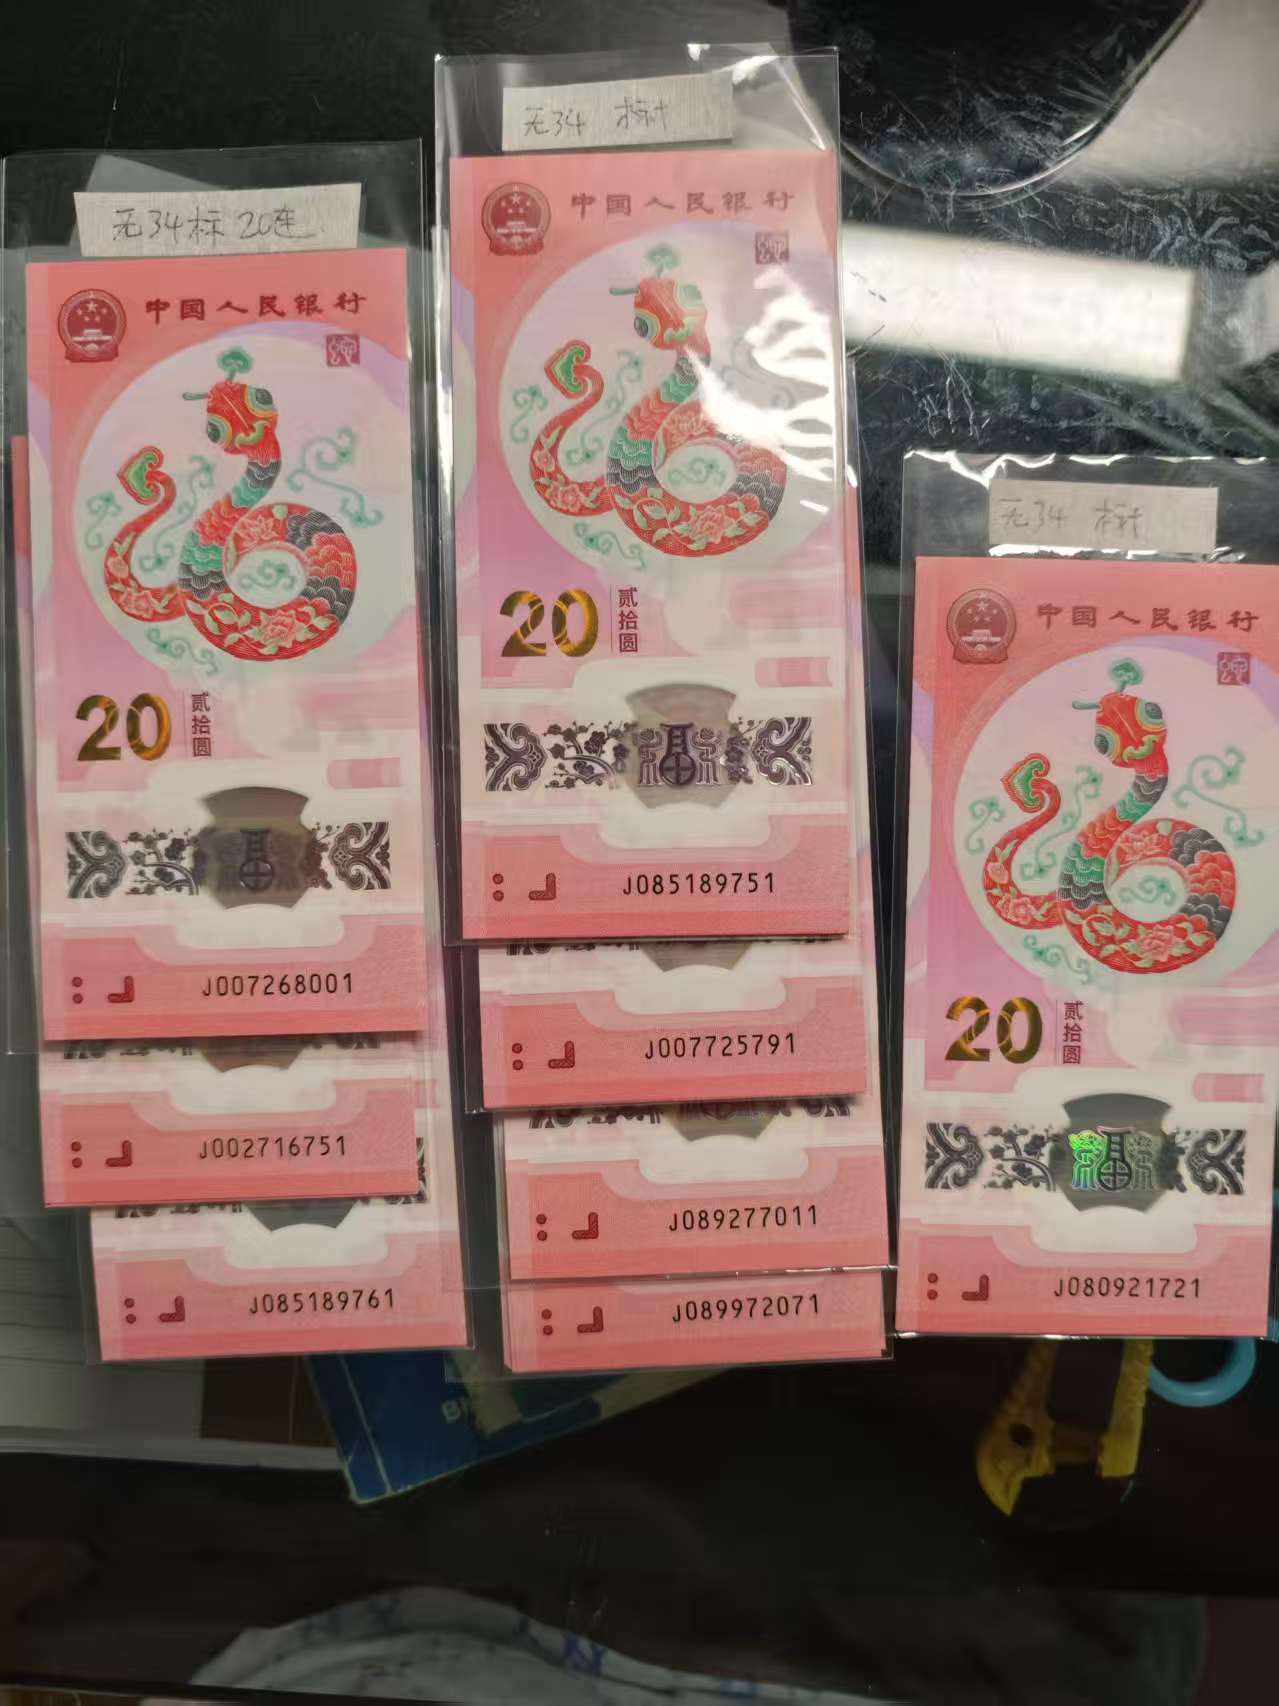 无34标 20连
中国人民银行
20 贰拾圆
J007268001
J002716751
J085189761
无34 标
中国人民银行
20 贰拾圆
福
J085189751
J007725791
J089277011
J089972071
无34 标
中国人民银行
20 贰拾圆
福
J080921721